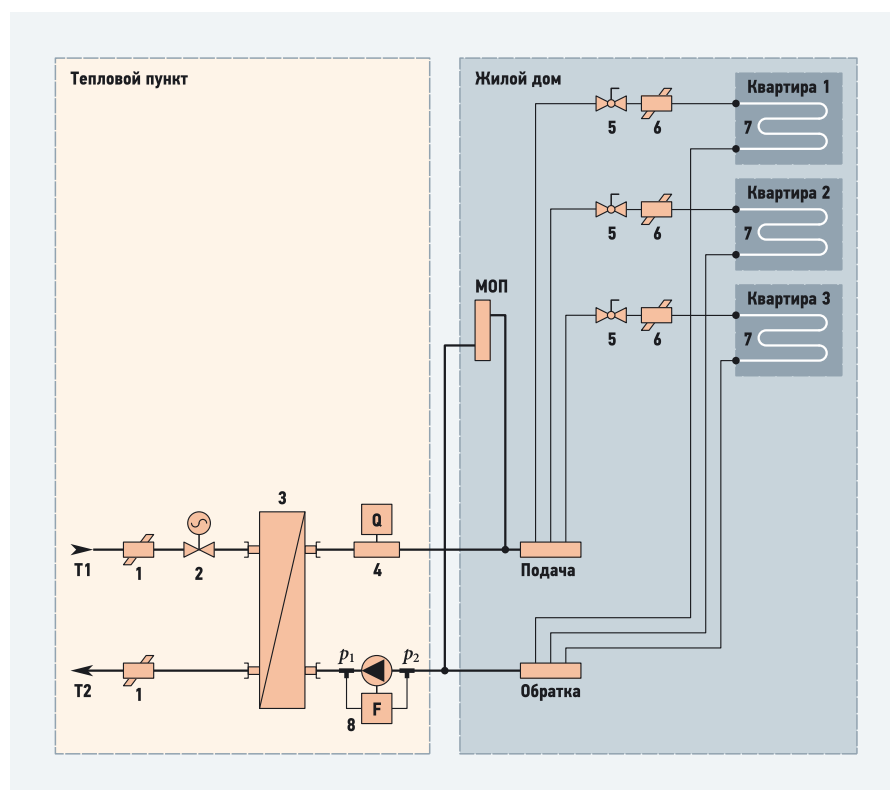 Тепловой пункт
Жилой дом
Квартира 1
5
6
7
Квартира 2
5
6
7
МОП
Квартира 3
5
6
7
3
Q
T1
1
2
4
Подача
p1
p2
T2
1
F
8
Обратка